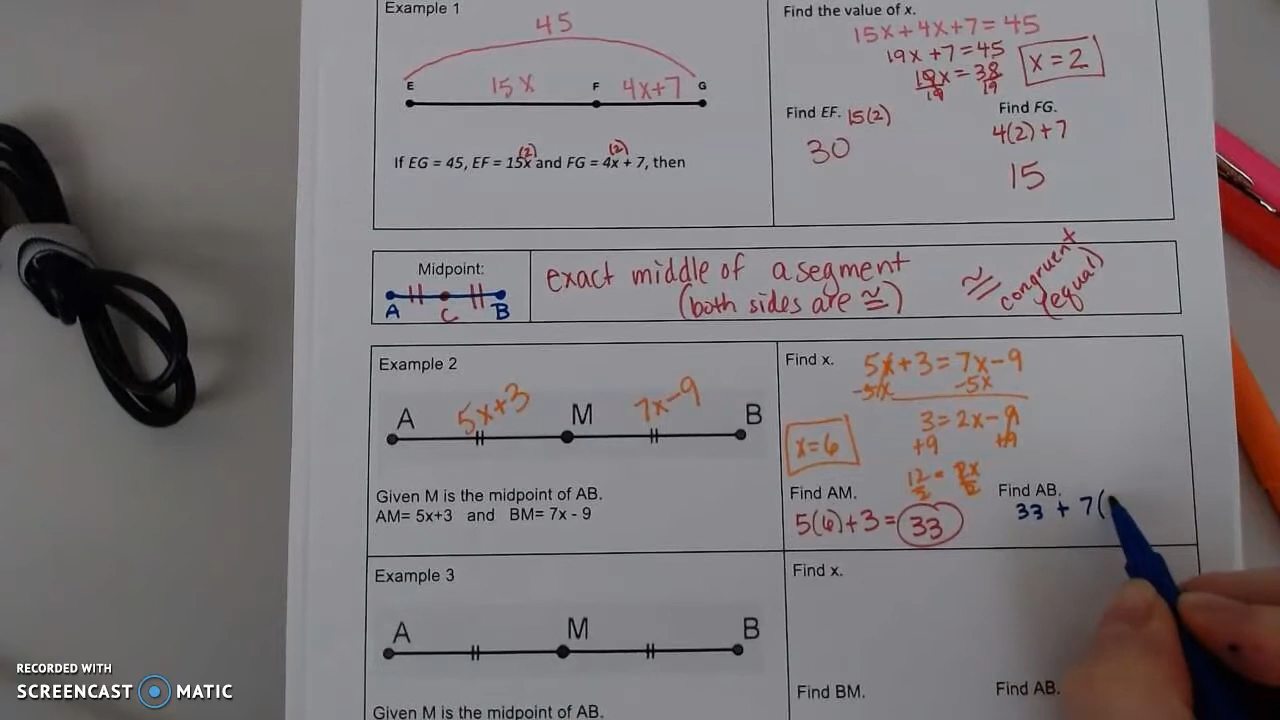 Example 1
45
E 15x F 4x+7 G
(2) (2)
If EG = 45, EF = 15x and FG = 4x + 7, then
Find the value of x.
15x+4x+7=45
19x+7=45
19x = 38
19 19
x=2
Find EF. 15(2)
30
Find FG.
4(2)+7
15
Midpoint:
A C B
exact middle of a segment
(both sides are ≅)
≅ congruent
(equal)
Example 2
5x+3 7x-9
A M B
Given M is the midpoint of AB.
AM= 5x+3 and BM= 7x - 9
Find x.
5x+3=7x-9
-5x -5x
3=2x-9
+9 +9
12 = 2x
2 2
x=6
Find AM.
5(6)+3=33
Find AB.
33 + 7(
Example 3
A M B
Given M is the midpoint of AB.
Find x.
Find BM.
Find AB.
RECORDED WITH
SCREENCAST MATIC